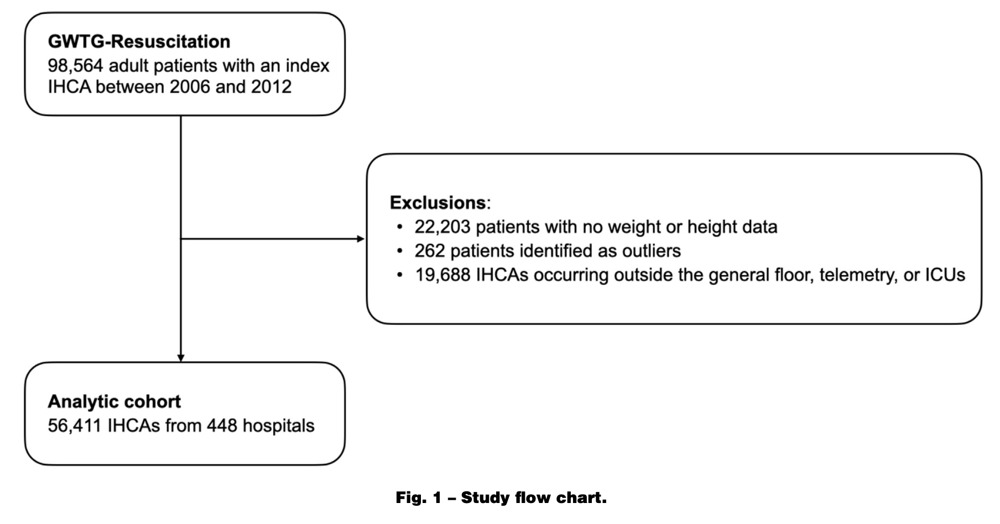 GWTG-Resuscitation
98,564 adult patients with an index
IHCA between 2006 and 2012
Exclusions:
• 22,203 patients with no weight or height data
• 262 patients identified as outliers
• 19,688 IHCAs occurring outside the general floor, telemetry, or ICUs
Analytic cohort
56,411 IHCAs from 448 hospitals
Fig. 1 – Study flow chart.